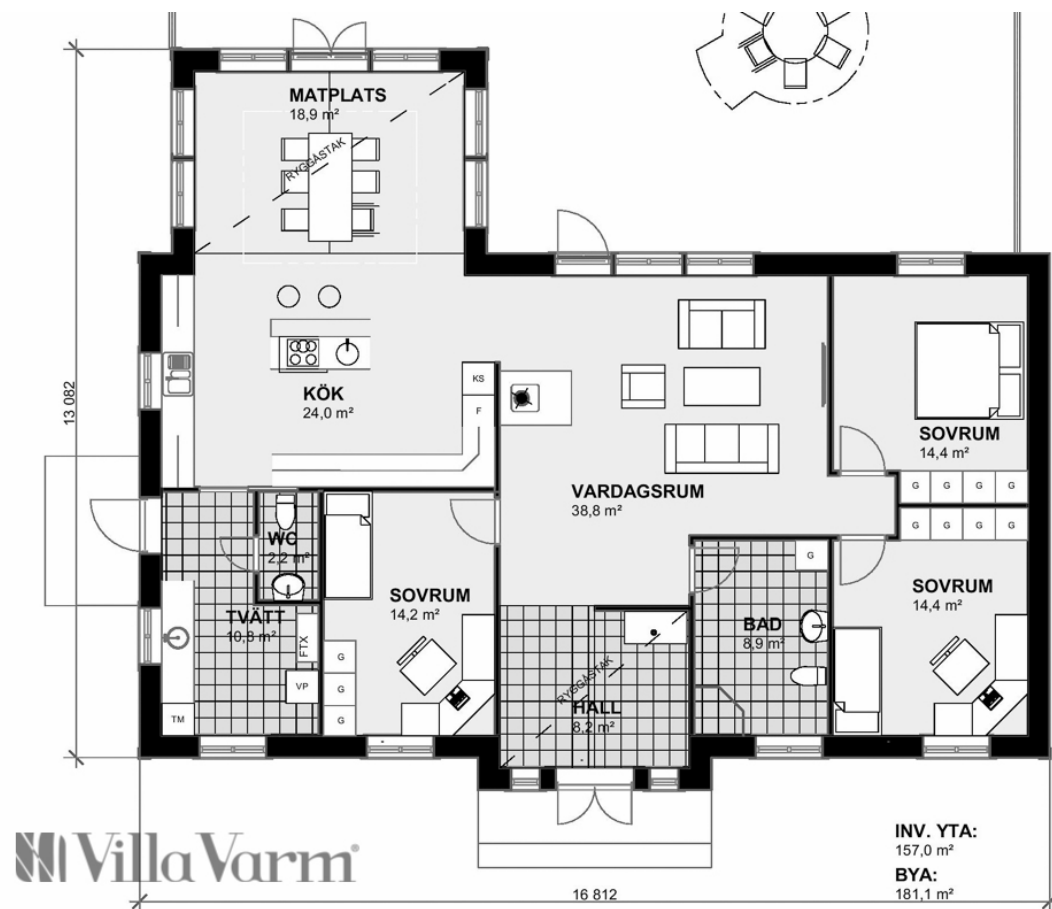 MATPLATS
18,9 m²
RYGGÅSTAK
13 082
KÖK
24,0 m²
KS
F
SOVRUM
14,4 m²
G G G G
VARDAGSRUM
38,8 m²
G G G G
WC
2,2 m²
SOVRUM
14,2 m²
G
SOVRUM
14,4 m²
TVÄTT
10,8 m²
BAD
8,9 m²
FTX
G
VP
G
RYGGÅSTAK
HALL
8,2 m²
TM
G
Villa Varm®
INV. YTA:
157,0 m²
BYA:
181,1 m²
16 812